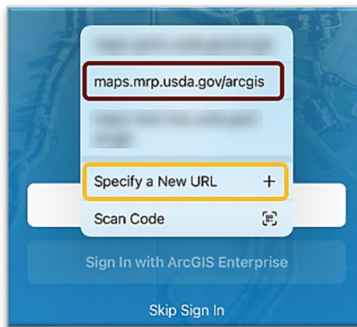 maps.mrp.usda.gov/arcgis
Specify a New URL +
Scan Code
Sign In with ArcGIS Enterprise
Skip Sign In